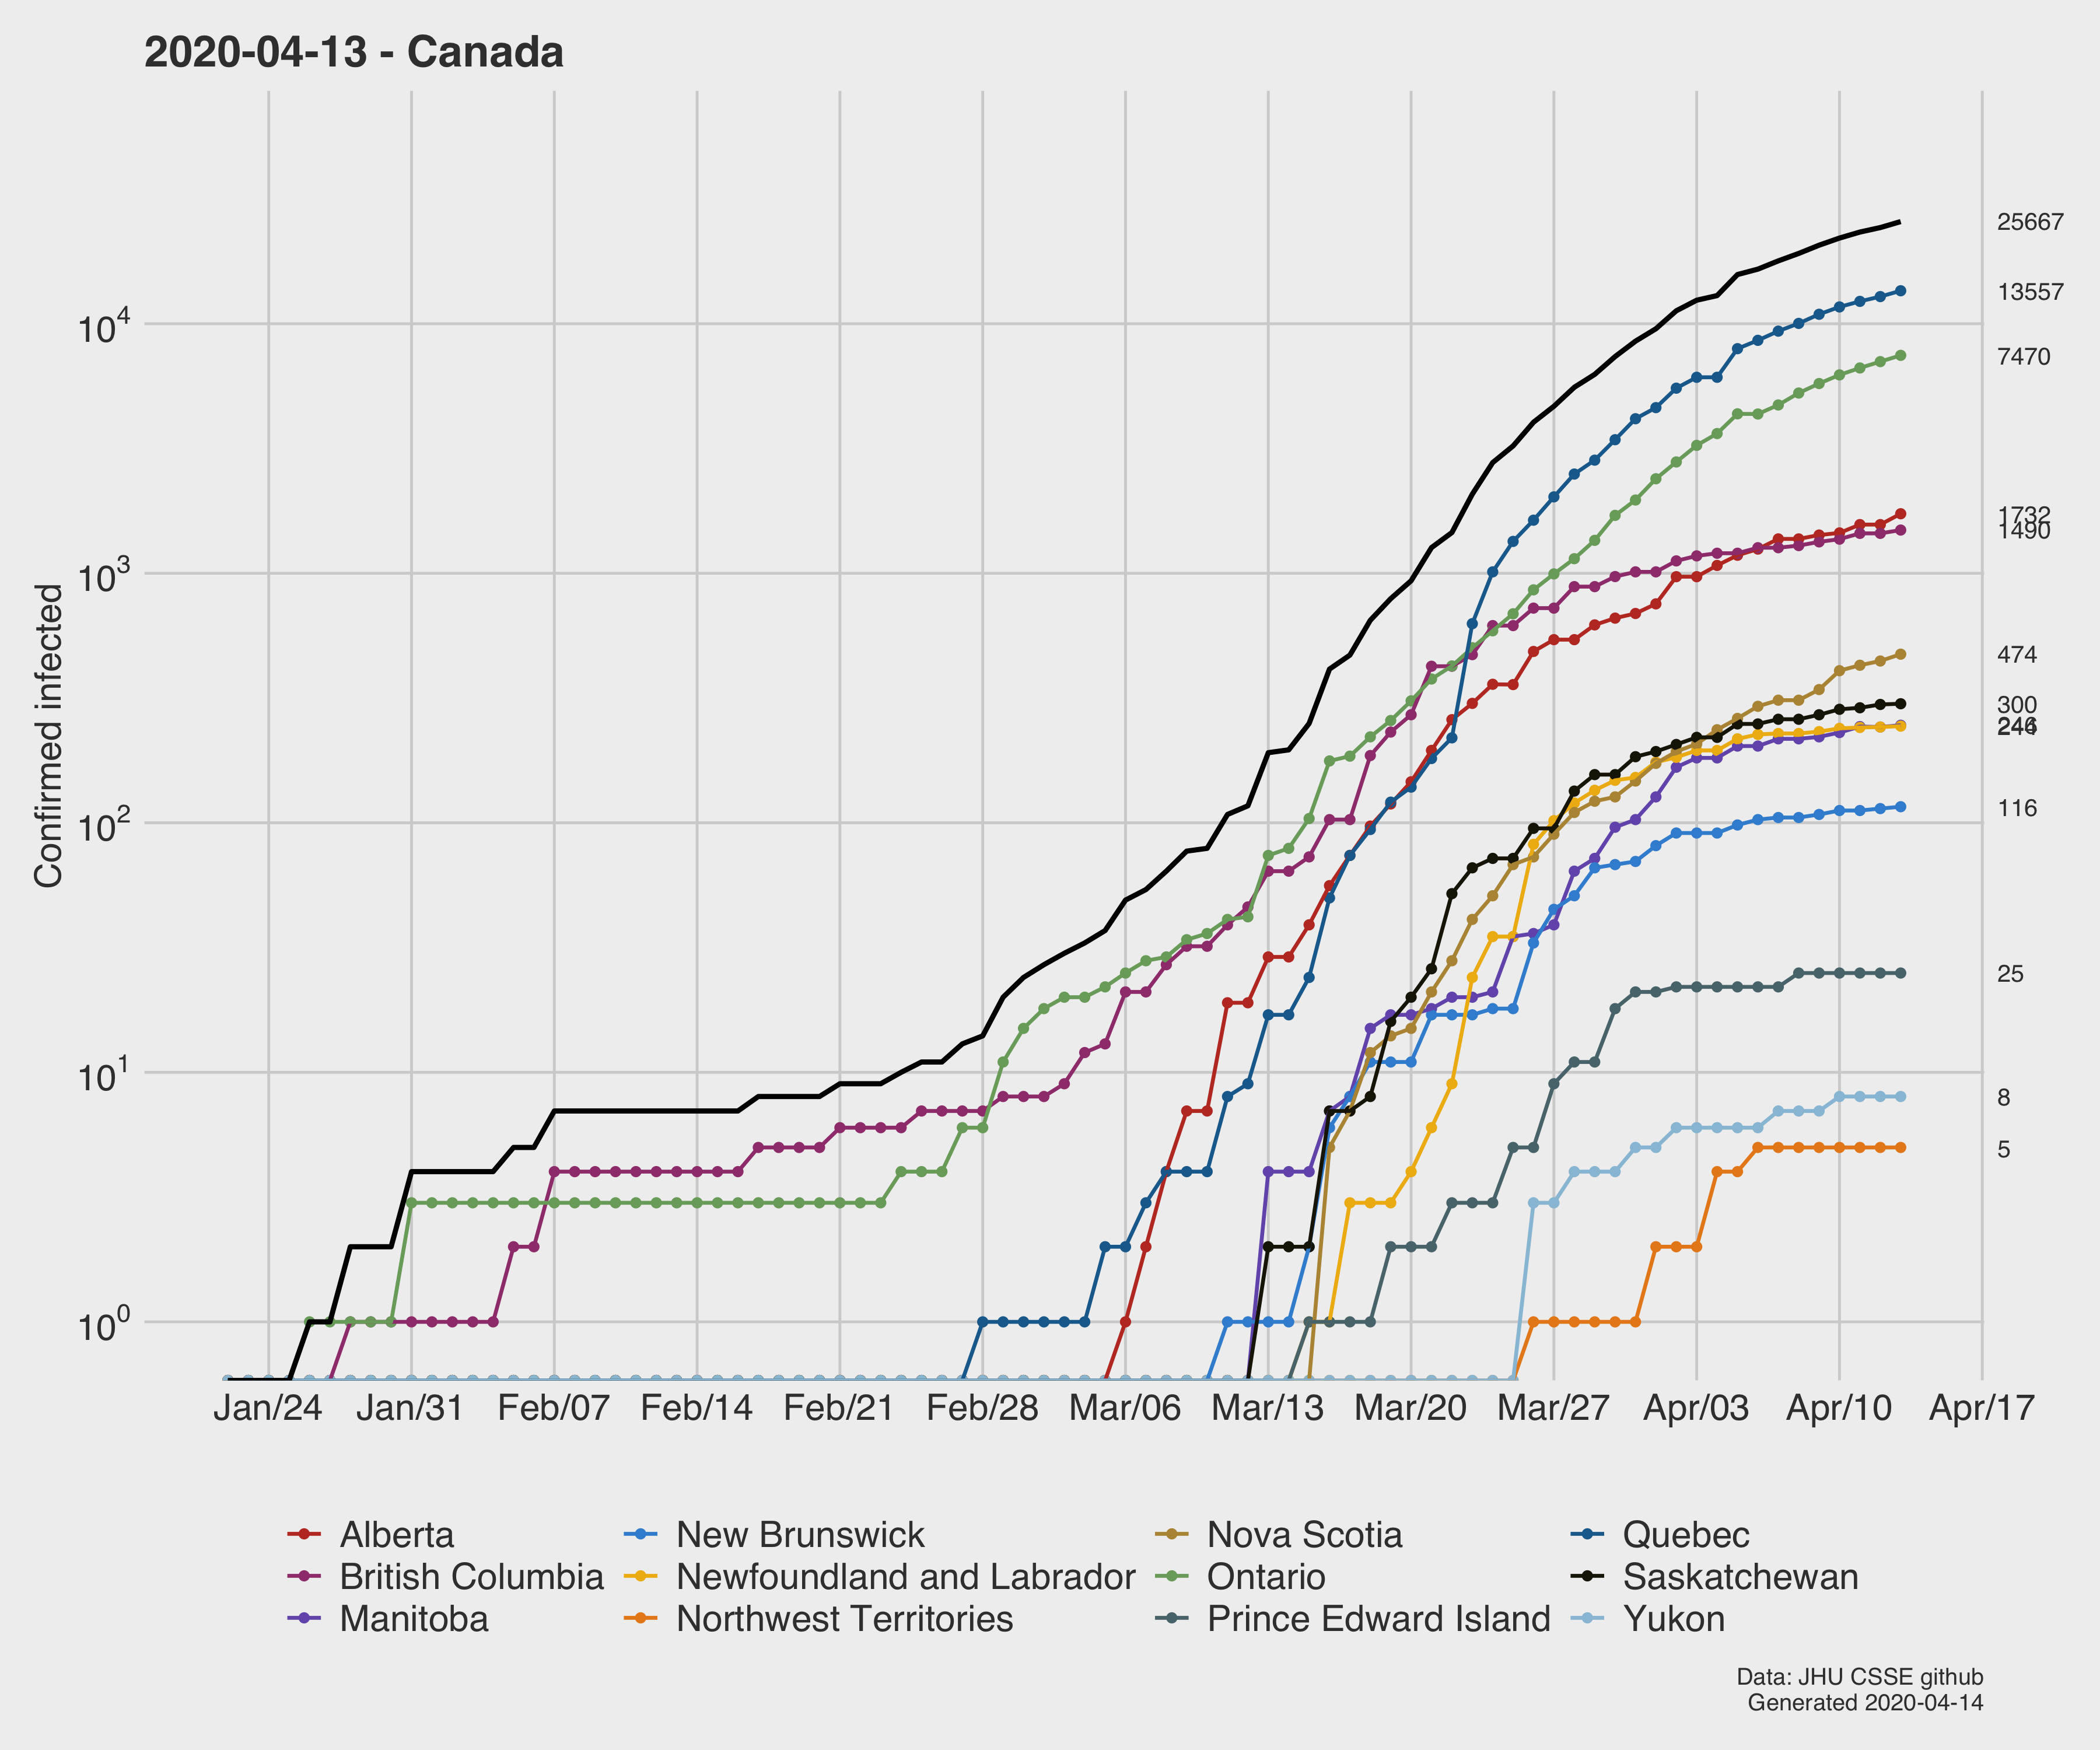 2020-04-13 - Canada
25667
13557
10^4
7470
1732
1490
10^3
474
300
246
244
116
10^2
25
10^1
8
5
10^0
Confirmed infected
Jan/24 Jan/31 Feb/07 Feb/14 Feb/21 Feb/28 Mar/06 Mar/13 Mar/20 Mar/27 Apr/03 Apr/10 Apr/17
Alberta New Brunswick Nova Scotia Quebec
British Columbia Newfoundland and Labrador Ontario Saskatchewan
Manitoba Northwest Territories Prince Edward Island Yukon
Data: JHU CSSE github
Generated 2020-04-14